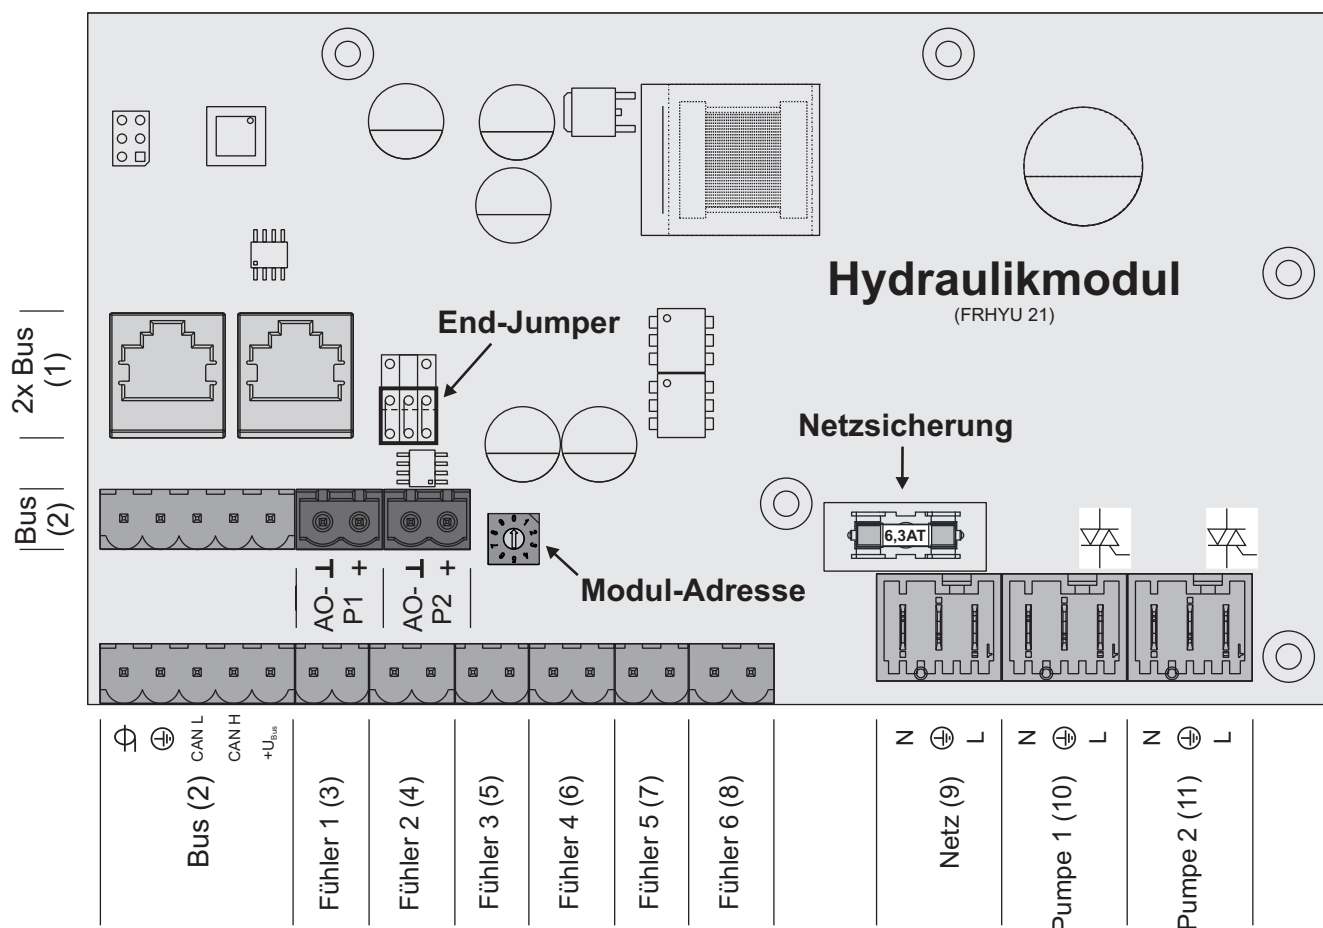 Hydraulikmodul
(FRHYU 21)
End-Jumper
2x Bus
(1)
Netzsicherung
Bus
(2)
6,3AT
Modul-Adresse
AO-
P1
+
AO-
P2
+
CAN L
CAN H
+UBus
N
L
N
L
N
L
Bus (2)
Fühler 1 (3)
Fühler 2 (4)
Fühler 3 (5)
Fühler 4 (6)
Fühler 5 (7)
Fühler 6 (8)
Netz (9)
Pumpe 1 (10)
Pumpe 2 (11)